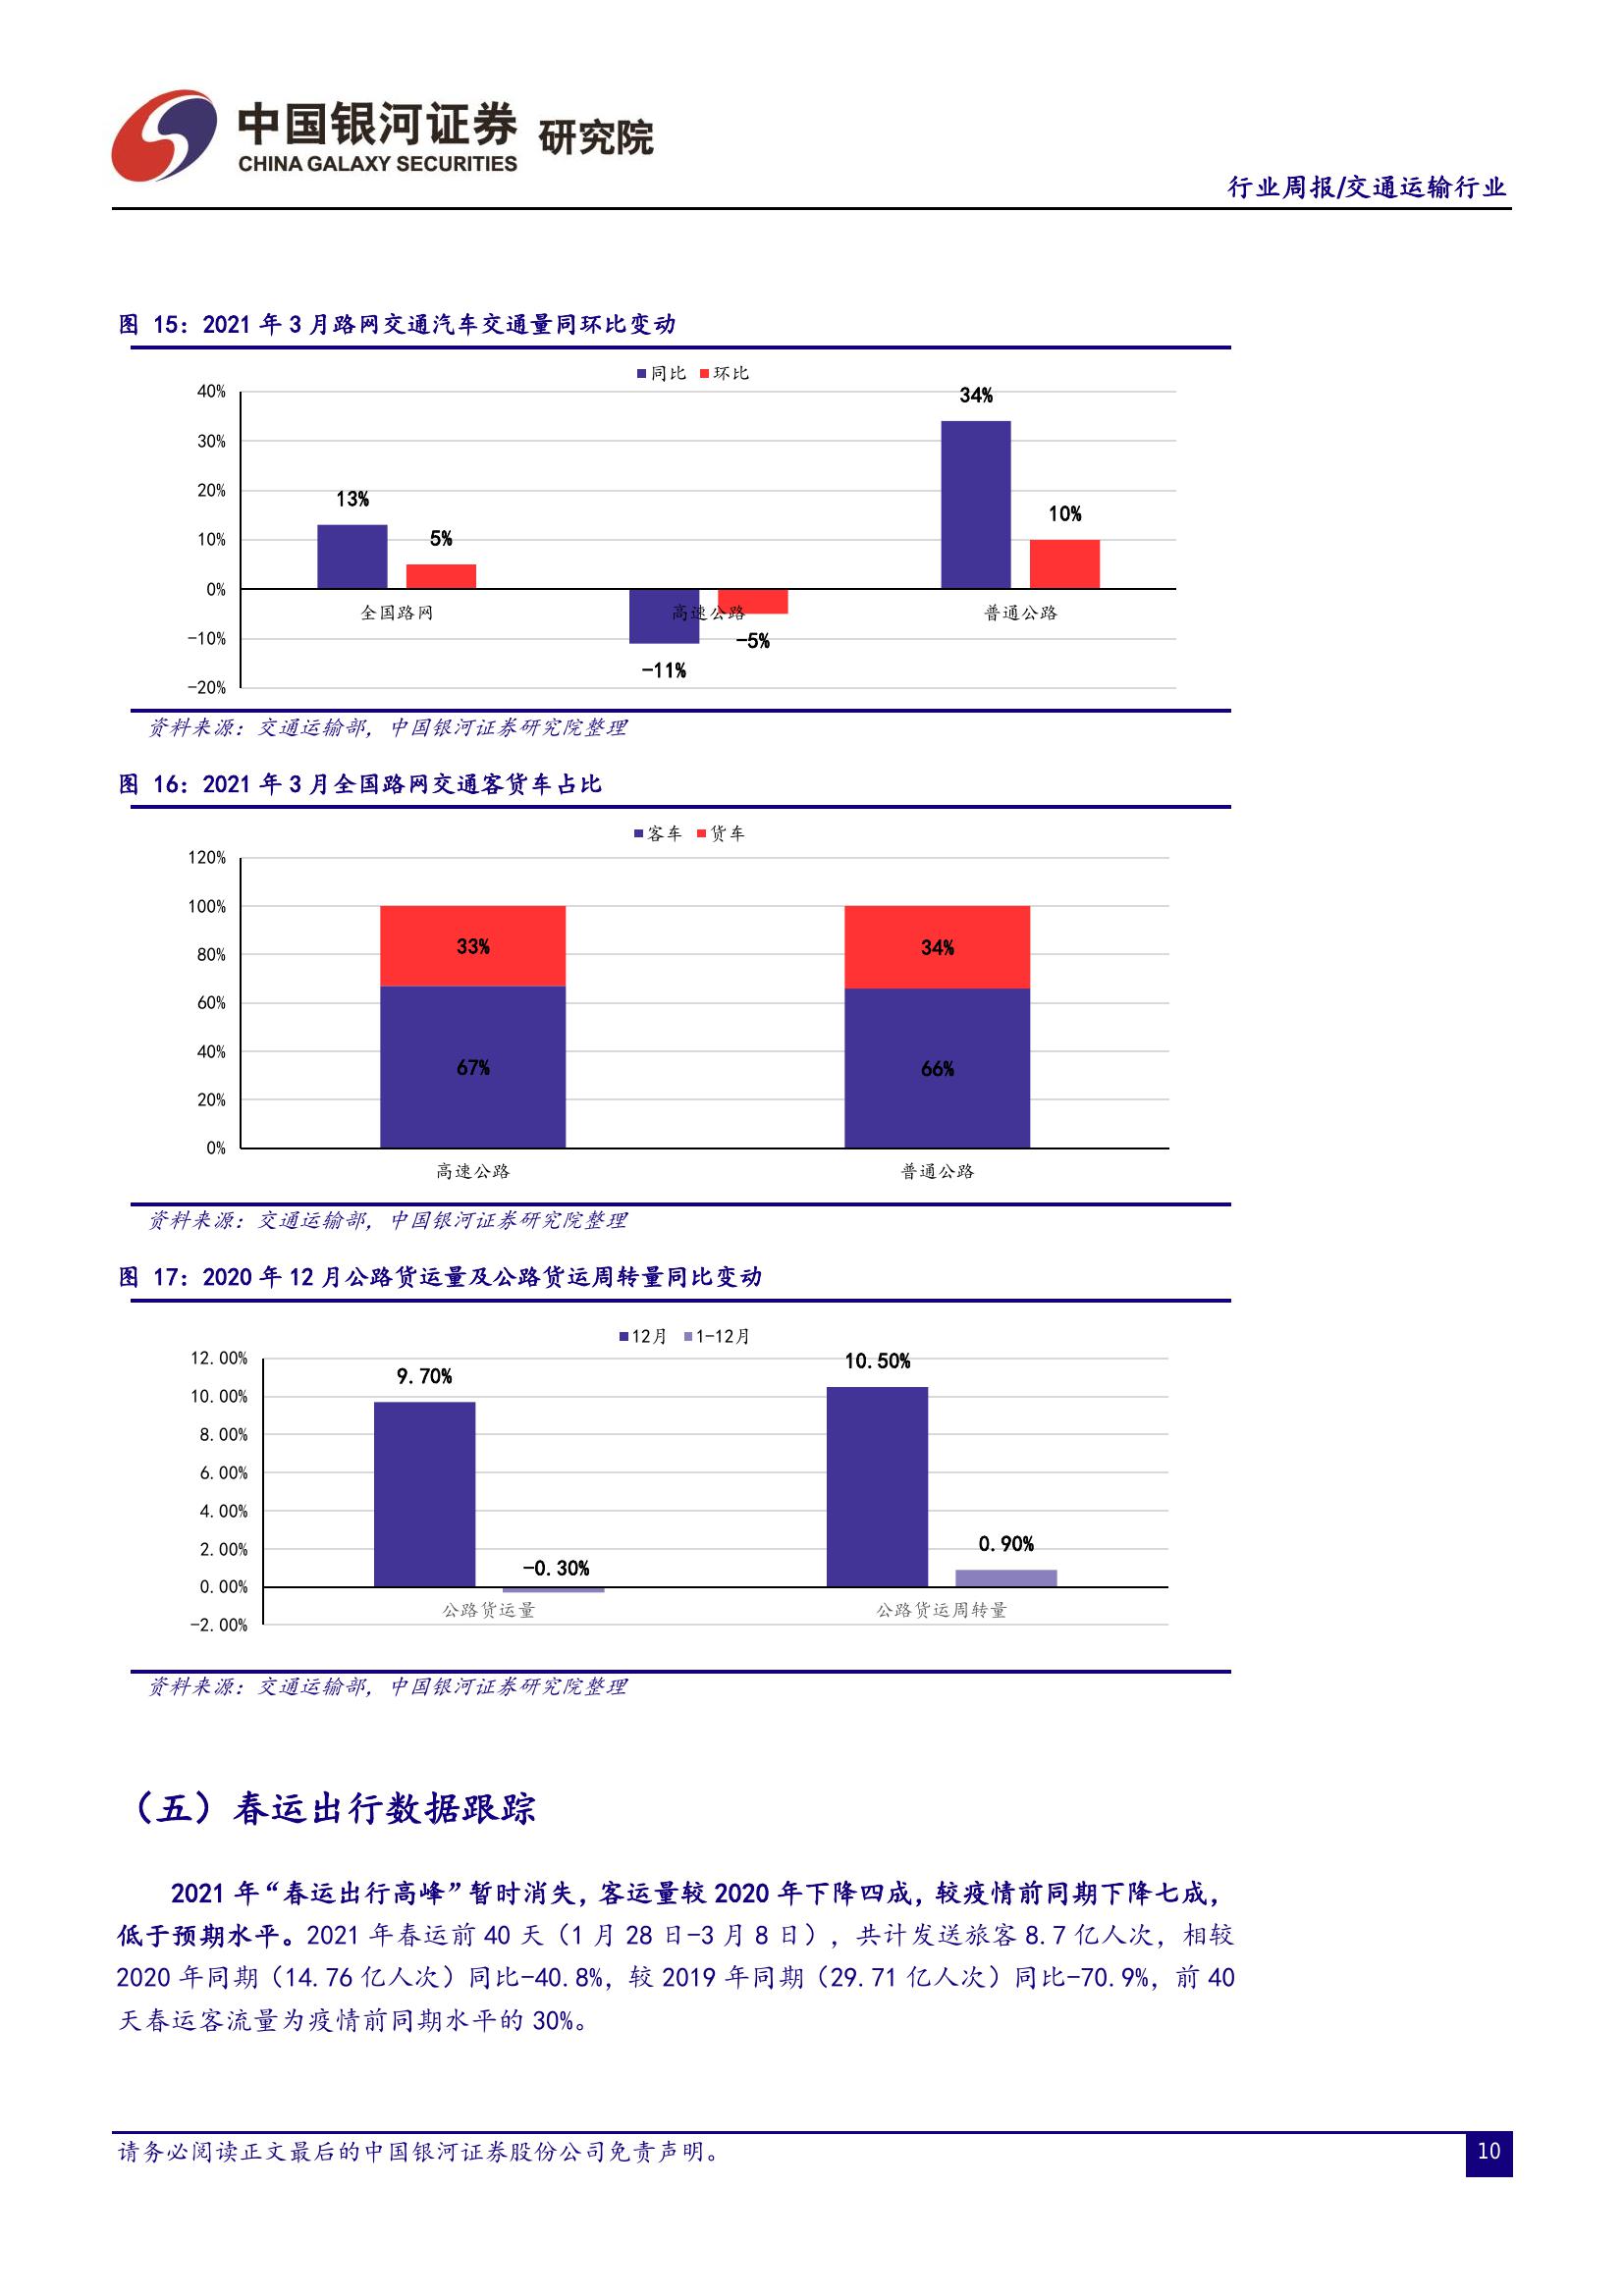 中国银河证券 研究院
CHINA GALAXY SECURITIES
行业周报/交通运输行业
图 15：2021 年 3 月路网交通汽车交通量同环比变动
同比 环比
40%
30%
20%
10%
0%
-10%
-20%
13%
5%
-11%
-5%
34%
10%
全国路网 高速公路 普通公路
资料来源：交通运输部，中国银河证券研究院整理
图 16：2021 年 3 月全国路网交通客货车占比
客车 货车
120%
100%
80%
60%
40%
20%
0%
33%
67%
34%
66%
高速公路 普通公路
资料来源：交通运输部，中国银河证券研究院整理
图 17：2020 年 12 月公路货运量及公路货运周转量同比变动
12月 1-12月
12.00%
10.00%
8.00%
6.00%
4.00%
2.00%
0.00%
-2.00%
9.70%
-0.30%
10.50%
0.90%
公路货运量 公路货运周转量
资料来源：交通运输部，中国银河证券研究院整理
（五）春运出行数据跟踪
2021 年“春运出行高峰”暂时消失，客运量较 2020 年下降四成，较疫情前同期下降七成，
低于预期水平。2021 年春运前 40 天（1 月 28 日-3 月 8 日），共计发送旅客 8.7 亿人次，相较
2020 年同期（14.76 亿人次）同比-40.8%，较 2019 年同期（29.71 亿人次）同比-70.9%，前 40
天春运客流量为疫情前同期水平的 30%。
请务必阅读正文最后的中国银河证券股份公司免责声明。
10